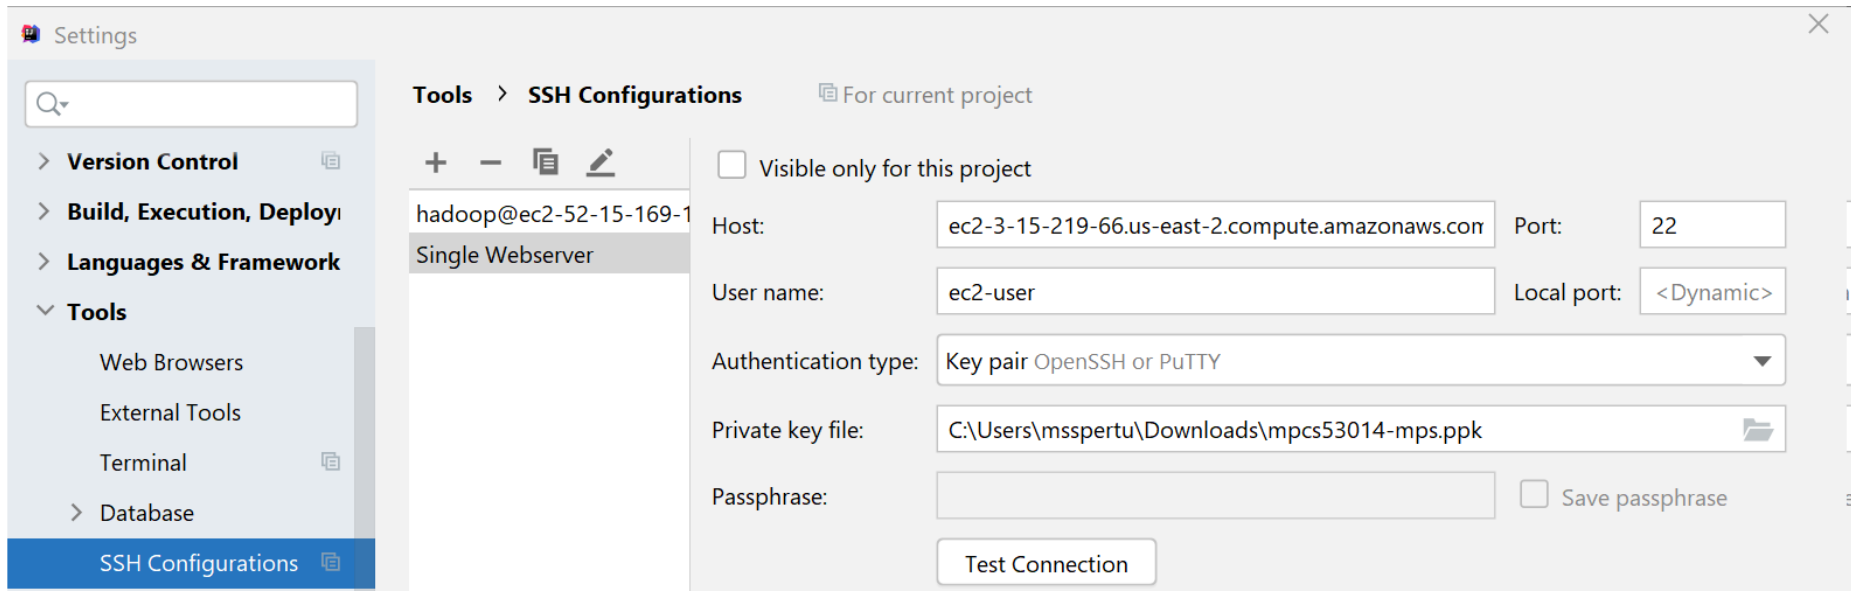 Settings
Tools > SSH Configurations For current project
Version Control
Build, Execution, Deploy
Languages & Framework
Tools
Web Browsers
External Tools
Terminal
Database
SSH Configurations
hadoop@ec2-52-15-169-1
Single Webserver
Visible only for this project
Host: ec2-3-15-219-66.us-east-2.compute.amazonaws.com Port: 22
User name: ec2-user Local port: <Dynamic>
Authentication type: Key pair OpenSSH or PuTTY
Private key file: C:\Users\msspertu\Downloads\mpcs53014-mps.ppk
Passphrase: Save passphrase
Test Connection